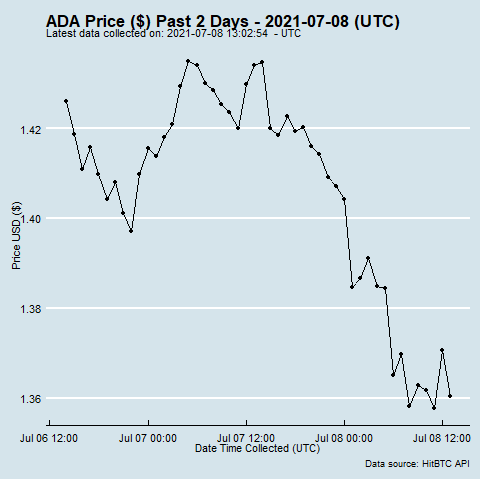 ADA Price ($) Past 2 Days - 2021-07-08 (UTC)
Latest data collected on: 2021-07-08 13:02:54  - UTC
Price USD ($)
1.42
1.40
1.38
1.36
Jul 06 12:00
Jul 07 00:00
Jul 07 12:00
Jul 08 00:00
Jul 08 12:00
Date Time Collected (UTC)
Data source: HitBTC API